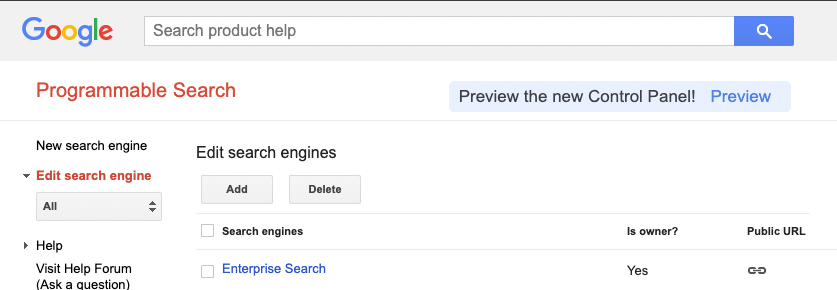 Google
Search product help
Programmable Search
Preview the new Control Panel! Preview
New search engine
Edit search engine
All
Help
Visit Help Forum
(Ask a question)
Edit search engines
Add Delete
Search engines Is owner? Public URL
Enterprise Search Yes